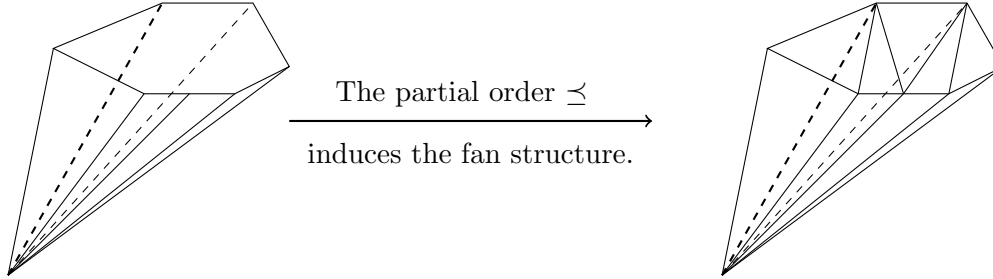 The partial order ⪯
induces the fan structure.